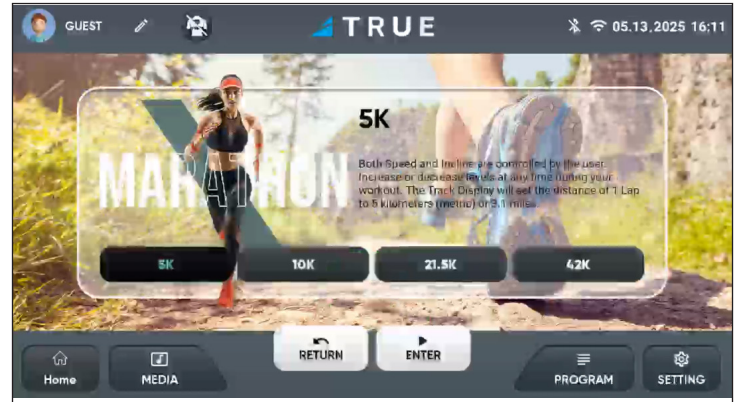 GUEST
TRUE
05.13.2025 16:11
5K
MARATHON
Both Speed and Incline are controlled by the user.
Increase or decrease levels at any time during your
workout. The Track Display will set the distance of 1 Lap
to 5 kilometers (metric) or 3.1 miles.
5K 10K 21.5K 42K
RETURN ENTER
Home MEDIA PROGRAM SETTING